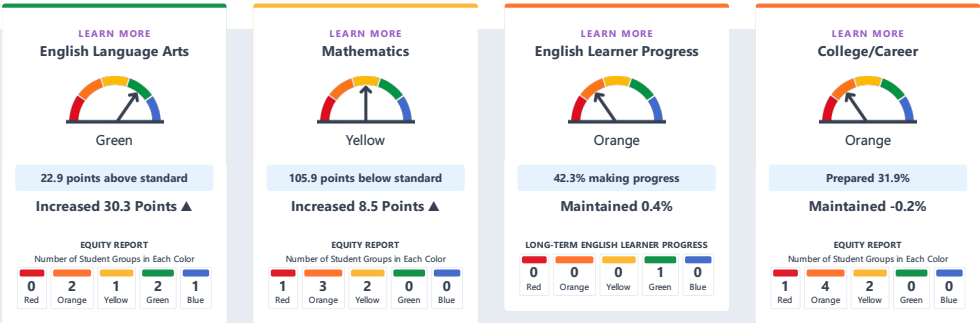 LEARN MORE
English Language Arts
Green
22.9 points above standard
Increased 30.3 Points ▲
EQUITY REPORT
Number of Student Groups in Each Color
0 2 1 2 1
Red Orange Yellow Green Blue
LEARN MORE
Mathematics
Yellow
105.9 points below standard
Increased 8.5 Points ▲
EQUITY REPORT
Number of Student Groups in Each Color
1 3 2 0 0
Red Orange Yellow Green Blue
LEARN MORE
English Learner Progress
Orange
42.3% making progress
Maintained 0.4%
LONG-TERM ENGLISH LEARNER PROGRESS
0 0 0 1 0
Red Orange Yellow Green Blue
LEARN MORE
College/Career
Orange
Prepared 31.9%
Maintained -0.2%
EQUITY REPORT
Number of Student Groups in Each Color
1 4 2 0 0
Red Orange Yellow Green Blue